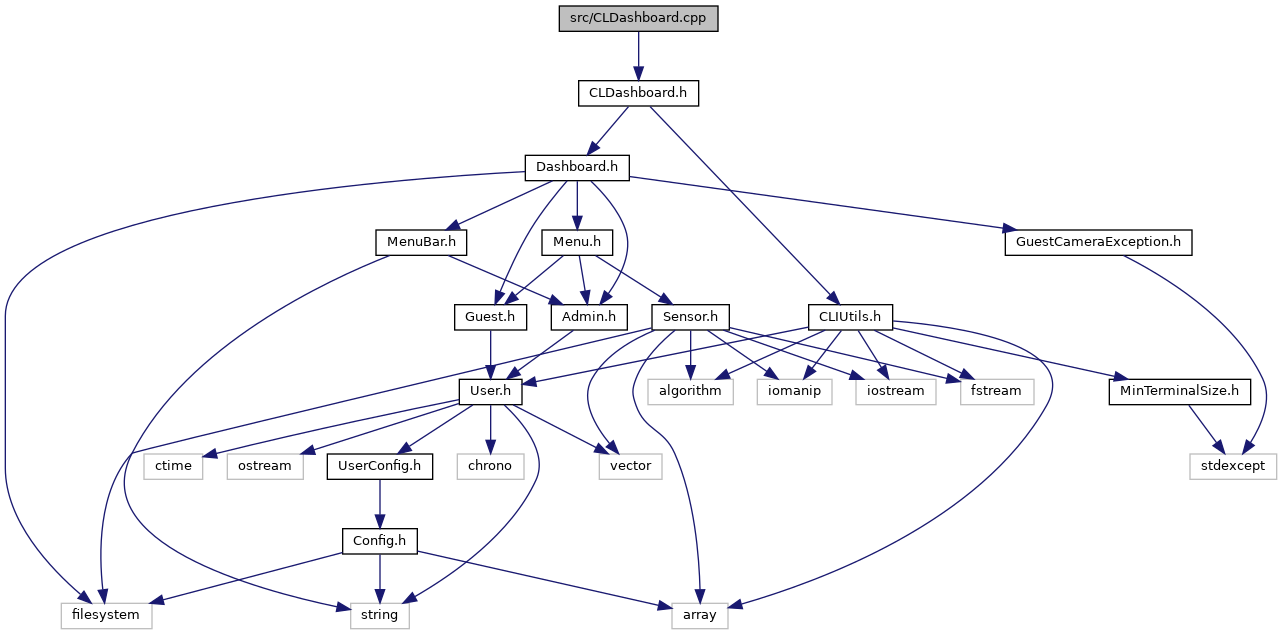 src/CLDashboard.cpp
CLDashboard.h
Dashboard.h
MenuBar.h
Menu.h
GuestCameraException.h
Guest.h
Admin.h
Sensor.h
CLIUtils.h
User.h
algorithm
iomanip
iostream
fstream
MinTerminalSize.h
ctime
ostream
UserConfig.h
chrono
vector
stdexcept
Config.h
filesystem
string
array